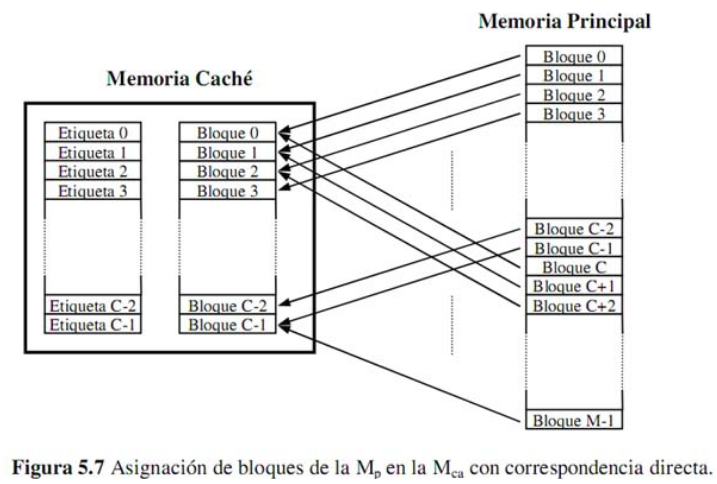 Memoria Principal
Bloque 0
Bloque 1
Bloque 2
Bloque 3
Bloque C-2
Bloque C-1
Bloque C
Bloque C+1
Bloque C+2
Bloque M-1
Memoria Caché
Etiqueta 0
Etiqueta 1
Etiqueta 2
Etiqueta 3
Etiqueta C-2
Etiqueta C-1
Bloque 0
Bloque 1
Bloque 2
Bloque 3
Bloque C-2
Bloque C-1
Figura 5.7 Asignación de bloques de la Mp en la Mca con correspondencia directa.